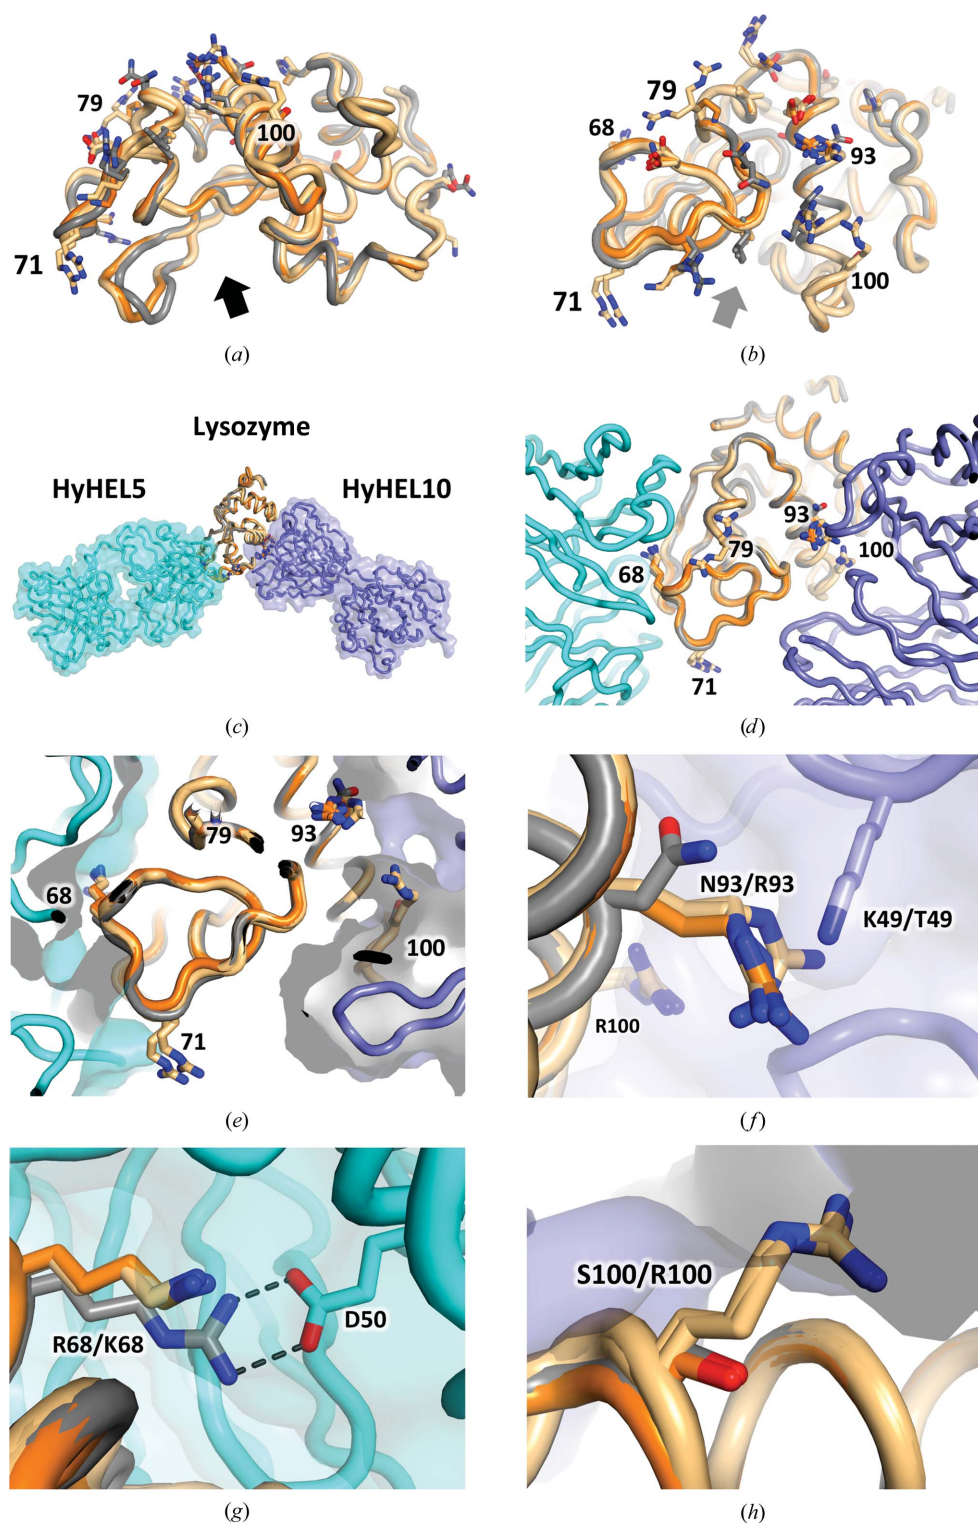 79
100
71
(a)
79
68
93
71
100
(b)
Lysozyme
HyHEL5
HyHEL10
(c)
93
79
100
68
71
(d)
79
93
68
100
71
(e)
N93/R93
K49/T49
R100
(f)
D50
R68/K68
(g)
S100/R100
(h)